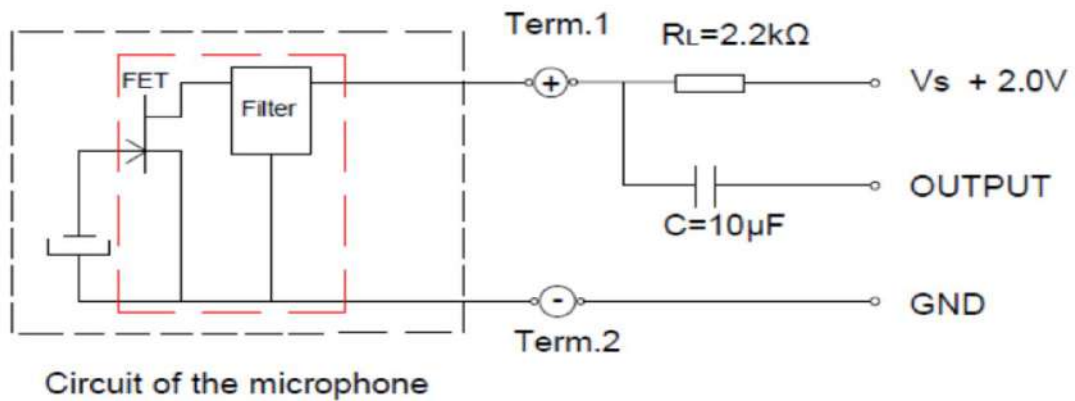 Term.1
RL=2.2kΩ
FET
Filter
+
Vs + 2.0V
OUTPUT
C=10μF
-
GND
Term.2
Circuit of the microphone